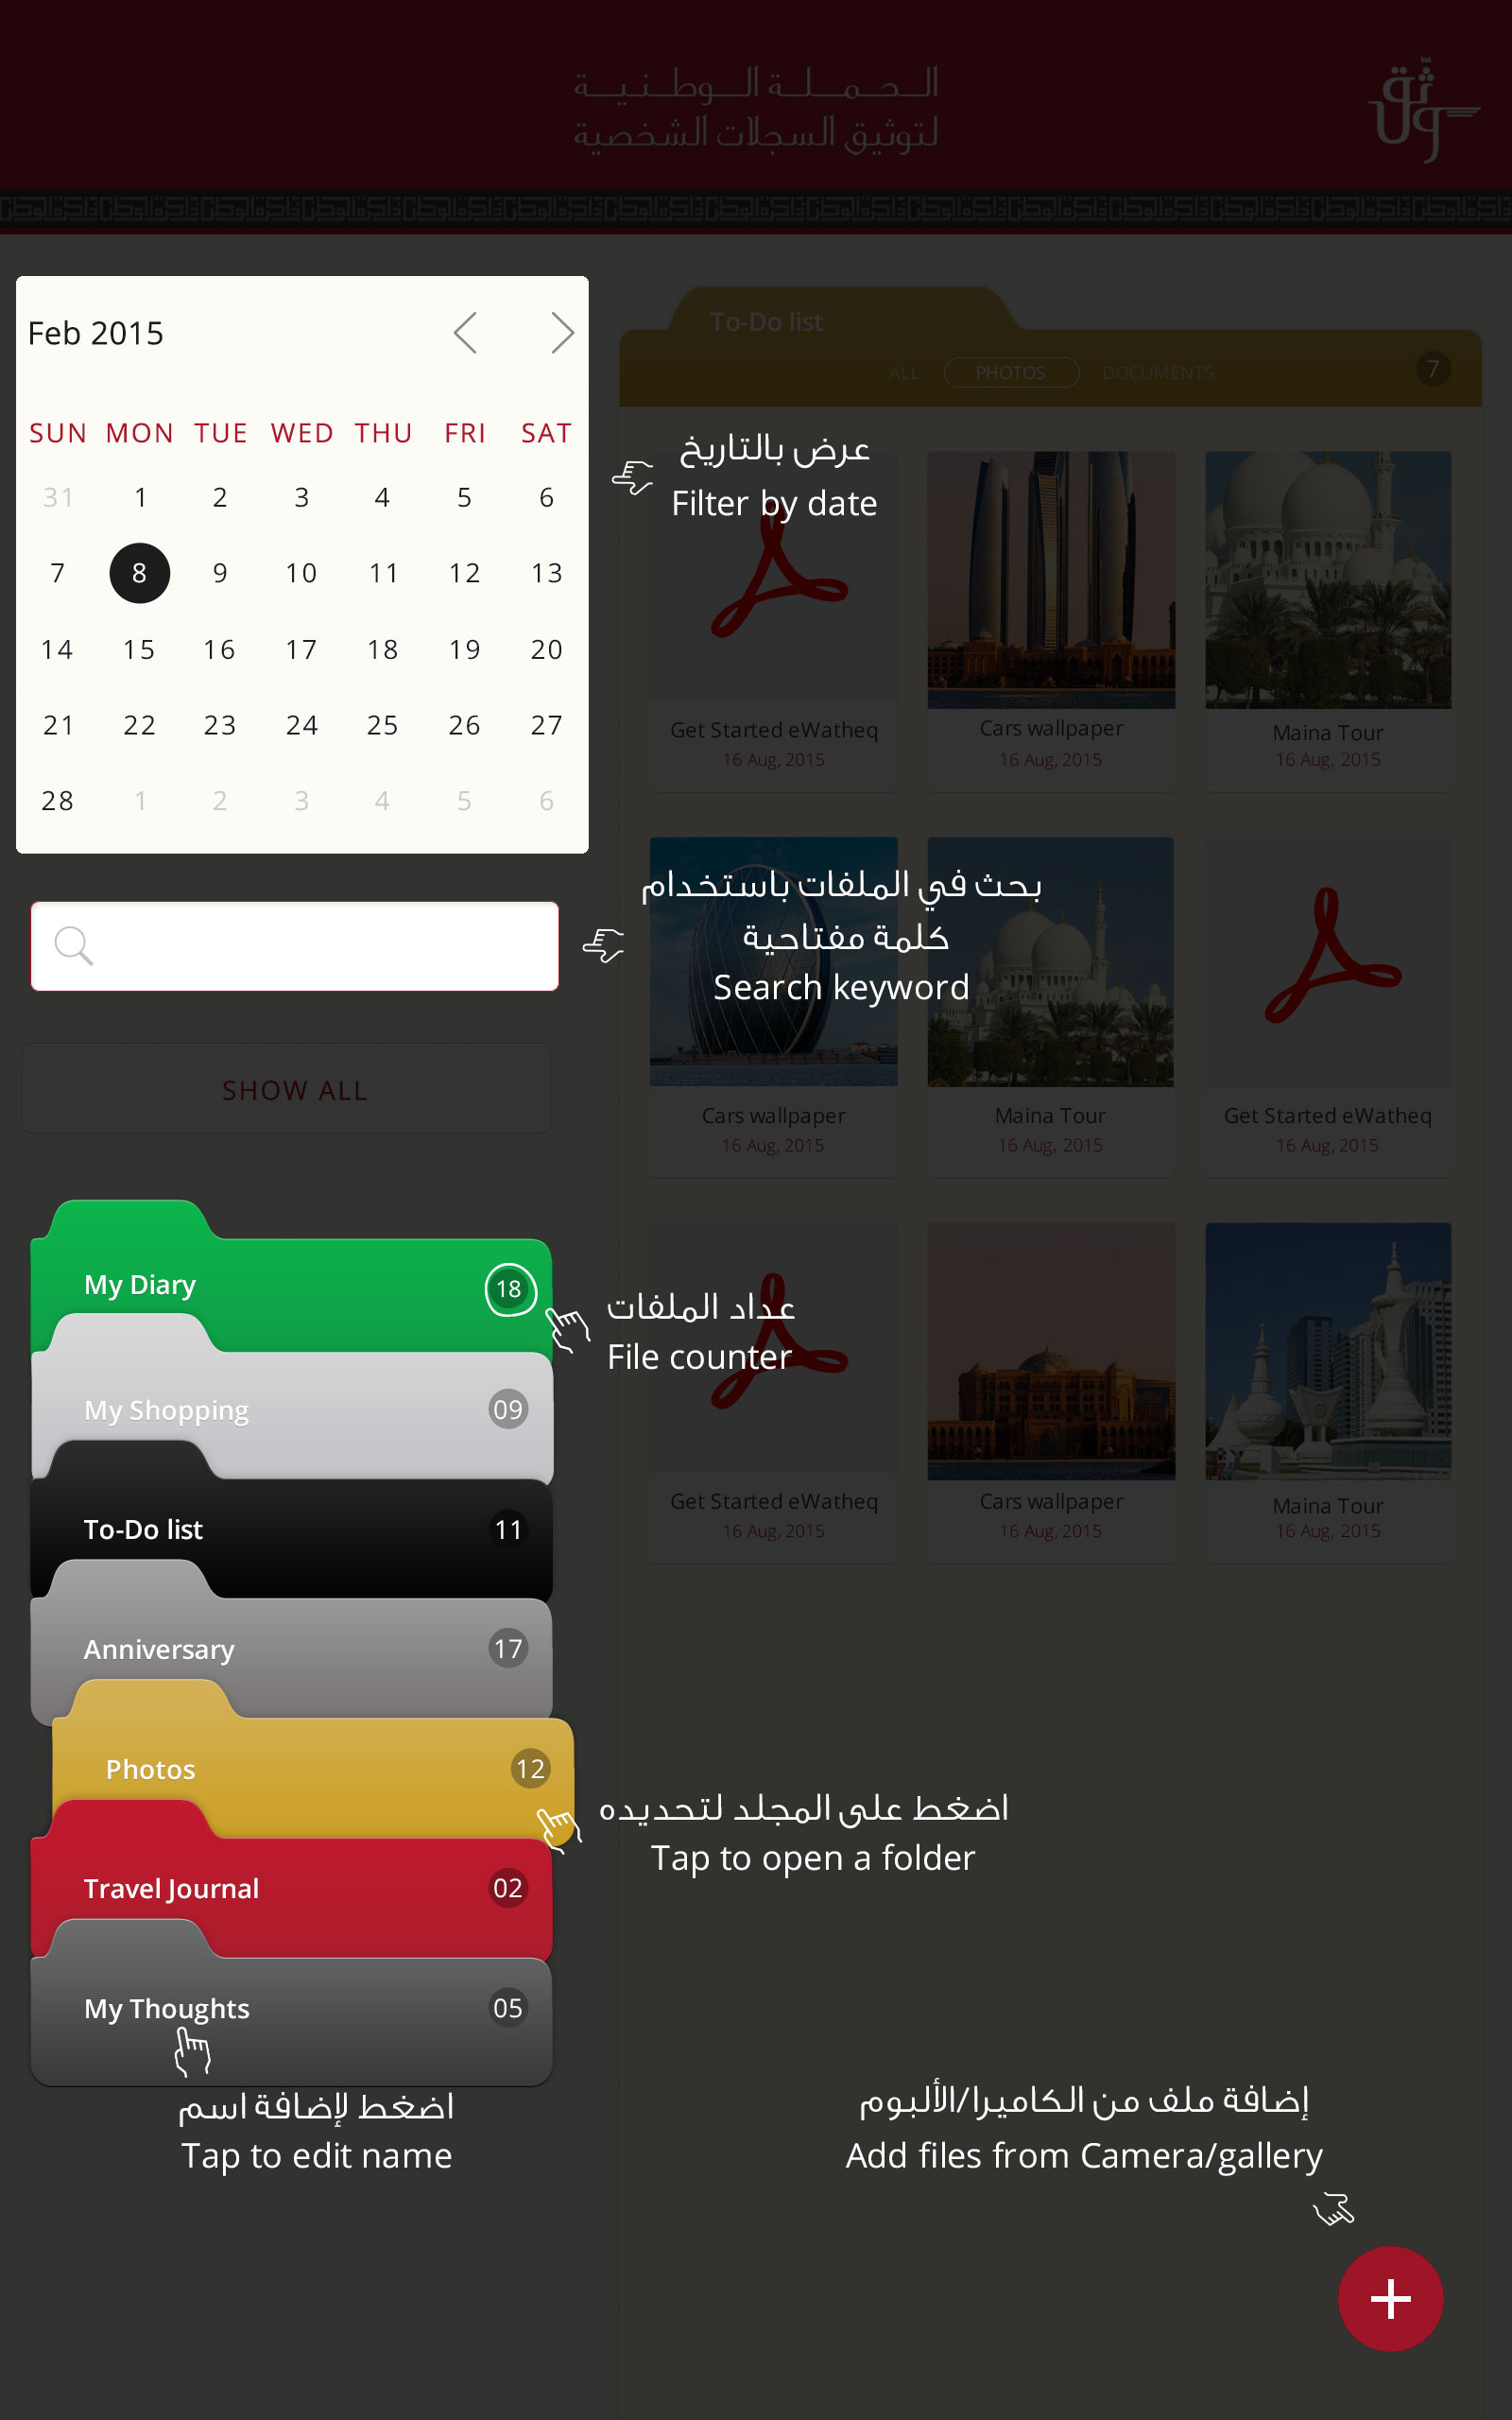 الحملة الوطنية
لتوثيق السجلات الشخصية
وثّق
Feb 2015
SUN MON TUE WED THU FRI SAT
31 1 2 3 4 5 6
7 8 9 10 11 12 13
14 15 16 17 18 19 20
21 22 23 24 25 26 27
28 1 2 3 4 5 6
To-Do list
ALL PHOTOS DOCUMENTS 7
عرض بالتاريخ
Filter by date
Get Started eWatheq
16 Aug, 2015
Cars wallpaper
16 Aug, 2015
Maina Tour
16 Aug, 2015
بحث في الملفات باستخدام
كلمة مفتاحية
Search keyword
SHOW ALL
Cars wallpaper
16 Aug, 2015
Maina Tour
16 Aug, 2015
Get Started eWatheq
16 Aug, 2015
My Diary 18
عداد الملفات
File counter
My Shopping 09
To-Do list 11
Get Started eWatheq
16 Aug, 2015
Cars wallpaper
16 Aug, 2015
Maina Tour
16 Aug, 2015
Anniversary 17
Photos 12
اضغط على المجلد لتحديده
Tap to open a folder
Travel Journal 02
My Thoughts 05
اضغط لإضافة اسم
Tap to edit name
إضافة ملف من الكاميرا/الألبوم
Add files from Camera/gallery